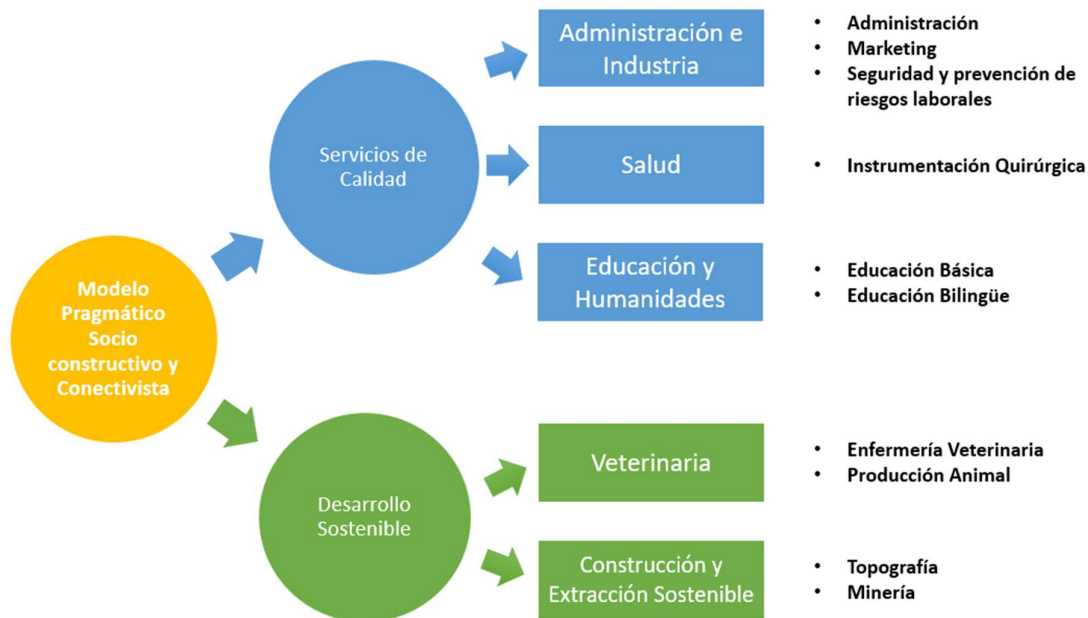 Modelo
Pragmático
Socio
constructivo y
Conectivista
Servicios de
Calidad
Administración e
Industria
• Administración
• Marketing
• Seguridad y prevención de
riesgos laborales
Salud
• Instrumentación Quirúrgica
Educación y
Humanidades
• Educación Básica
• Educación Bilingüe
Desarrollo
Sostenible
Veterinaria
• Enfermería Veterinaria
• Producción Animal
Construcción y
Extracción Sostenible
• Topografía
• Minería